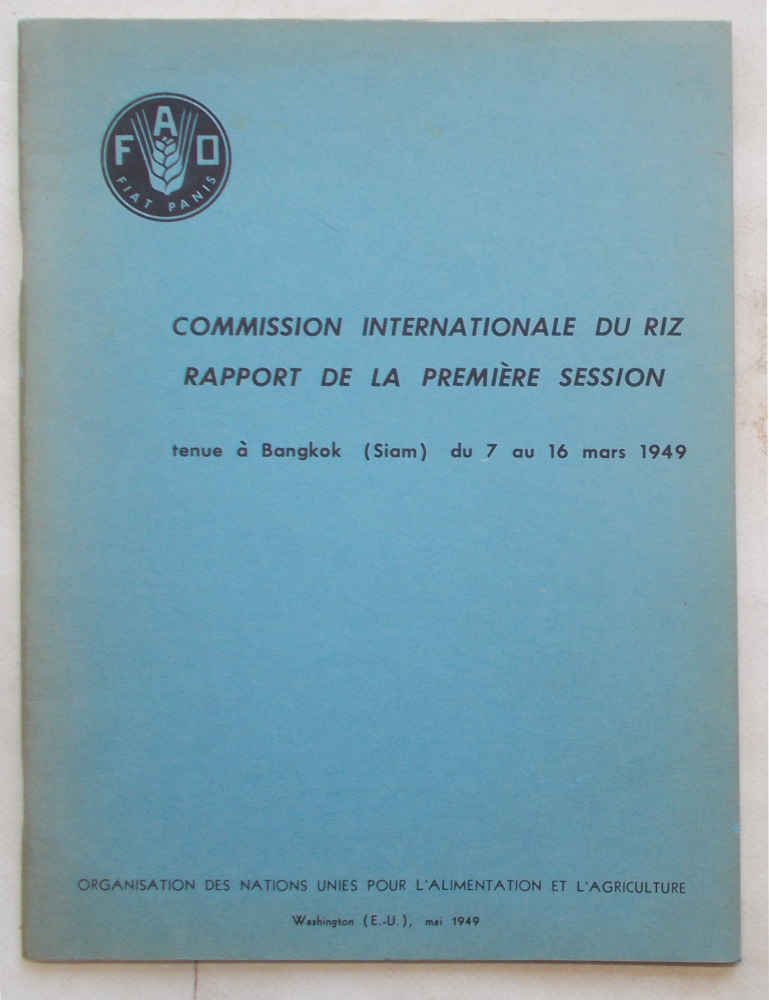 FAO
FIAT PANIS
COMMISSION INTERNATIONALE DU RIZ
RAPPORT DE LA PREMIÈRE SESSION
tenue à Bangkok (Siam) du 7 au 16 mars 1949
ORGANISATION DES NATIONS UNIES POUR L'ALIMENTATION ET L'AGRICULTURE
Washington (E.-U.), mai 1949